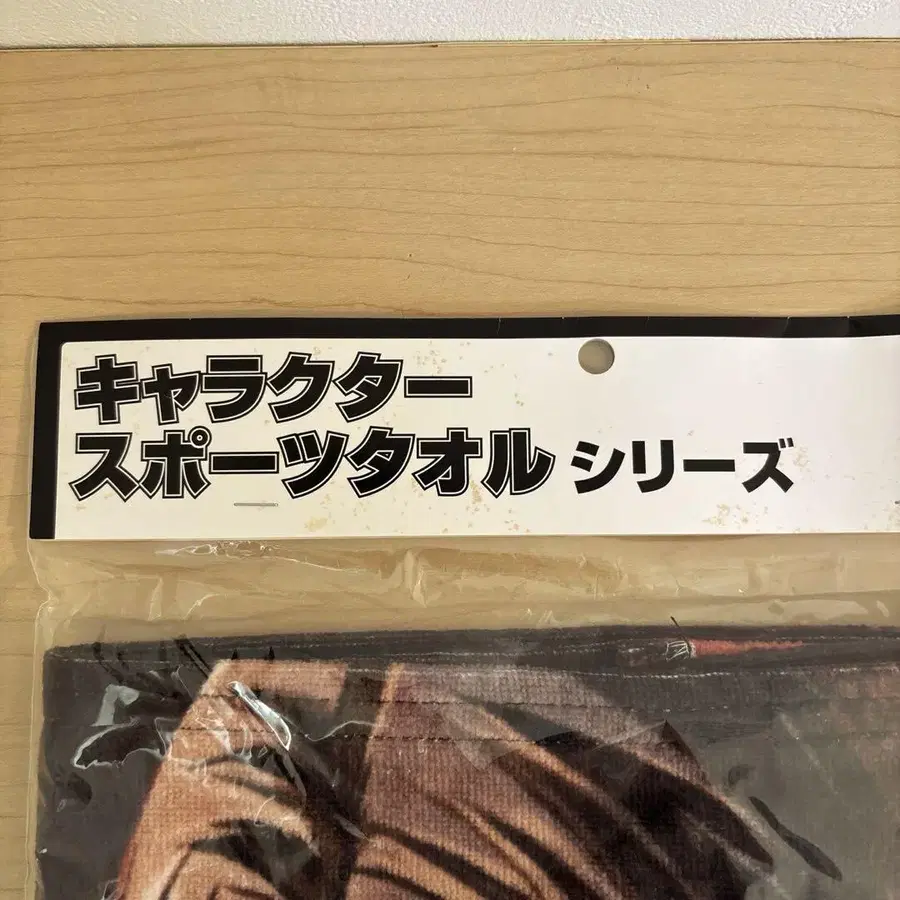 キャラクター
スポーツタオル シリーズ